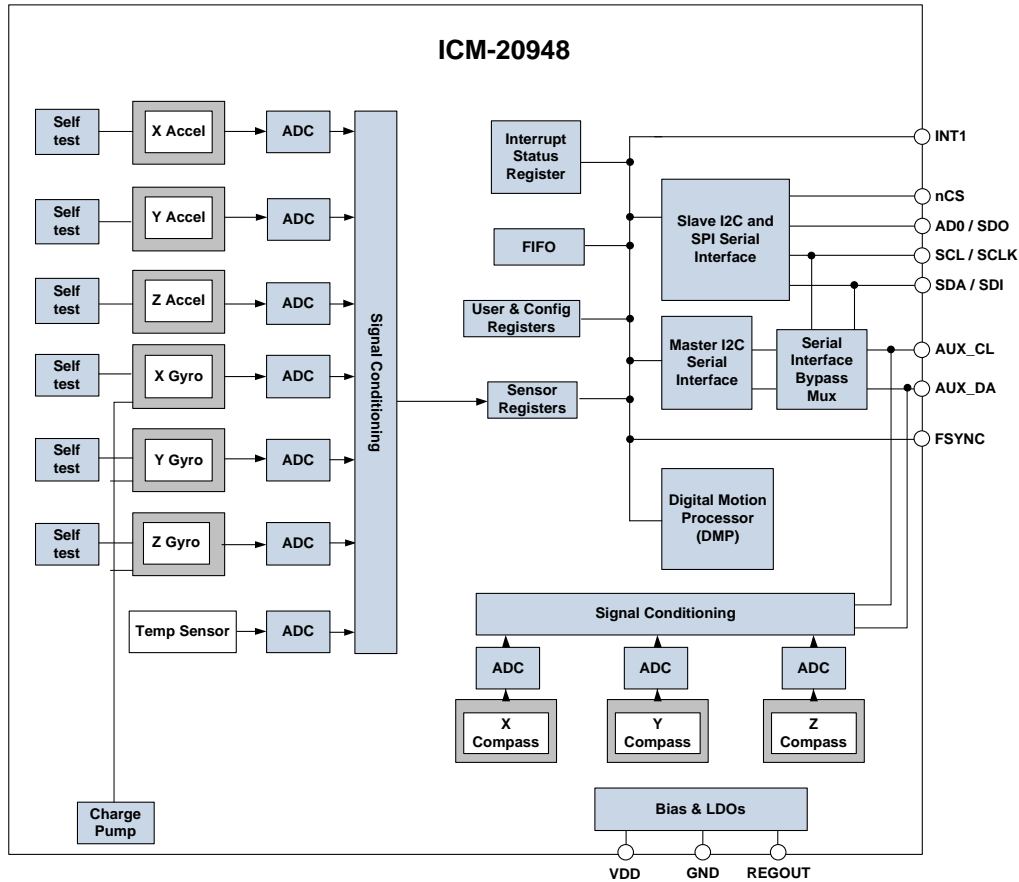 ICM-20948
Self
test
X Accel
ADC
Self
test
Y Accel
ADC
Self
test
Z Accel
ADC
Self
test
X Gyro
ADC
Self
test
Y Gyro
ADC
Self
test
Z Gyro
ADC
Temp Sensor
ADC
Charge
Pump
Signal Conditioning
Interrupt
Status
Register
FIFO
User & Config
Registers
Sensor
Registers
Slave I2C and
SPI Serial
Interface
Master I2C
Serial
Interface
Serial
Interface
Bypass
Mux
Digital Motion
Processor
(DMP)
INT1
nCS
AD0 / SDO
SCL / SCLK
SDA / SDI
AUX_CL
AUX_DA
FSYNC
Signal Conditioning
ADC
ADC
ADC
X
Compass
Y
Compass
Z
Compass
Bias & LDOs
VDD
GND
REGOUT